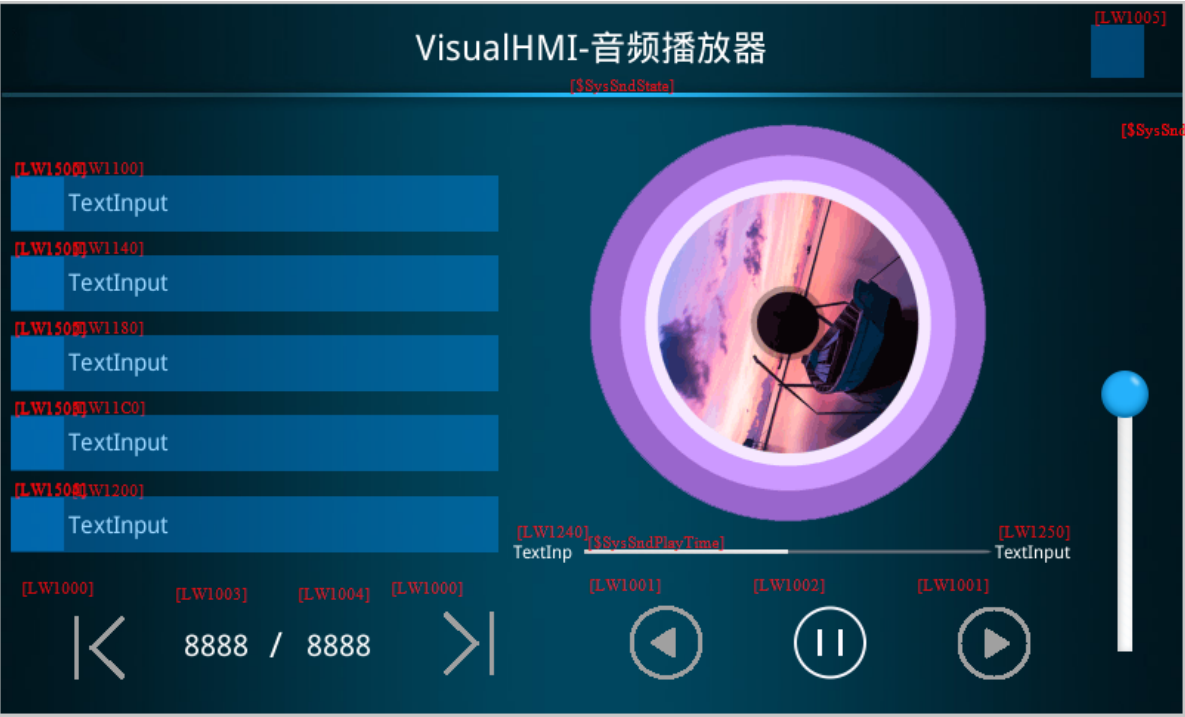 [LW1005]
VisualHMI-音频播放器
[$SysSndState]
[$SysSnd
[LW1100]
TextInput
[LW1140]
TextInput
[LW1180]
TextInput
[LW11C0]
TextInput
[LW1200]
TextInput
[LW1240] [$SysSndPlayTime] [LW1250]
TextInp TextInput
[LW1000] [LW1003] [LW1004] [LW1000] [LW1001] [LW1002] [LW1001]
8888 / 8888